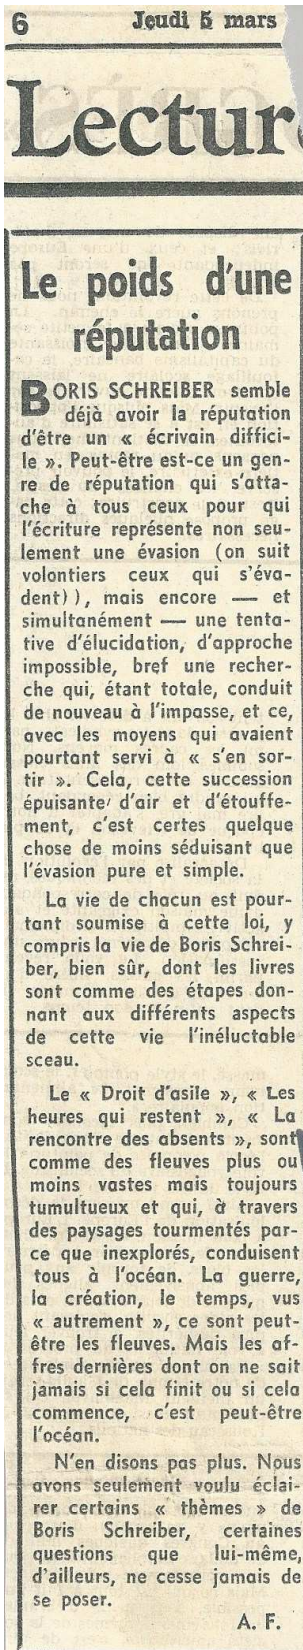 6 Jeudi 5 mars
Lecture
Le poids d'une
réputation
BORIS SCHREIBER semble
déjà avoir la réputation
d'être un « écrivain diffici-
le ». Peut-être est-ce un gen-
re de réputation qui s'atta-
che à tous ceux pour qui
l'écriture représente non seu-
lement une évasion (on suit
volontiers ceux qui s'éva-
dent)), mais encore — et
simultanément — une tenta-
tive d'élucidation, d'approche
impossible, bref une recher-
che qui, étant totale, conduit
de nouveau à l'impasse, et ce,
avec les moyens qui avaient
pourtant servi à « s'en sor-
tir ». Cela, cette succession
épuisante d'air et d'étouffe-
ment, c'est certes quelque
chose de moins séduisant que
l'évasion pure et simple.
La vie de chacun est pour-
tant soumise à cette loi, y
compris la vie de Boris Schrei-
ber, bien sûr, dont les livres
sont comme des étapes don-
nant aux différents aspects
de cette vie l'inéluctable
sceau.
Le « Droit d'asile », « Les
heures qui restent », « La
rencontre des absents », sont
comme des fleuves plus ou
moins vastes mais toujours
tumultueux et qui, à travers
des paysages tourmentés par-
ce que inexplorés, conduisent
tous à l'océan. La guerre,
la création, le temps, vus
« autrement », ce sont peut-
être les fleuves. Mais les af-
fres dernières dont on ne sait
jamais si cela finit ou si cela
commence, c'est peut-être
l'océan.
N'en disons pas plus. Nous
avons seulement voulu éclai-
rer certains « thèmes » de
Boris Schreiber, certaines
questions que lui-même,
d'ailleurs, ne cesse jamais de
se poser.
A. F.